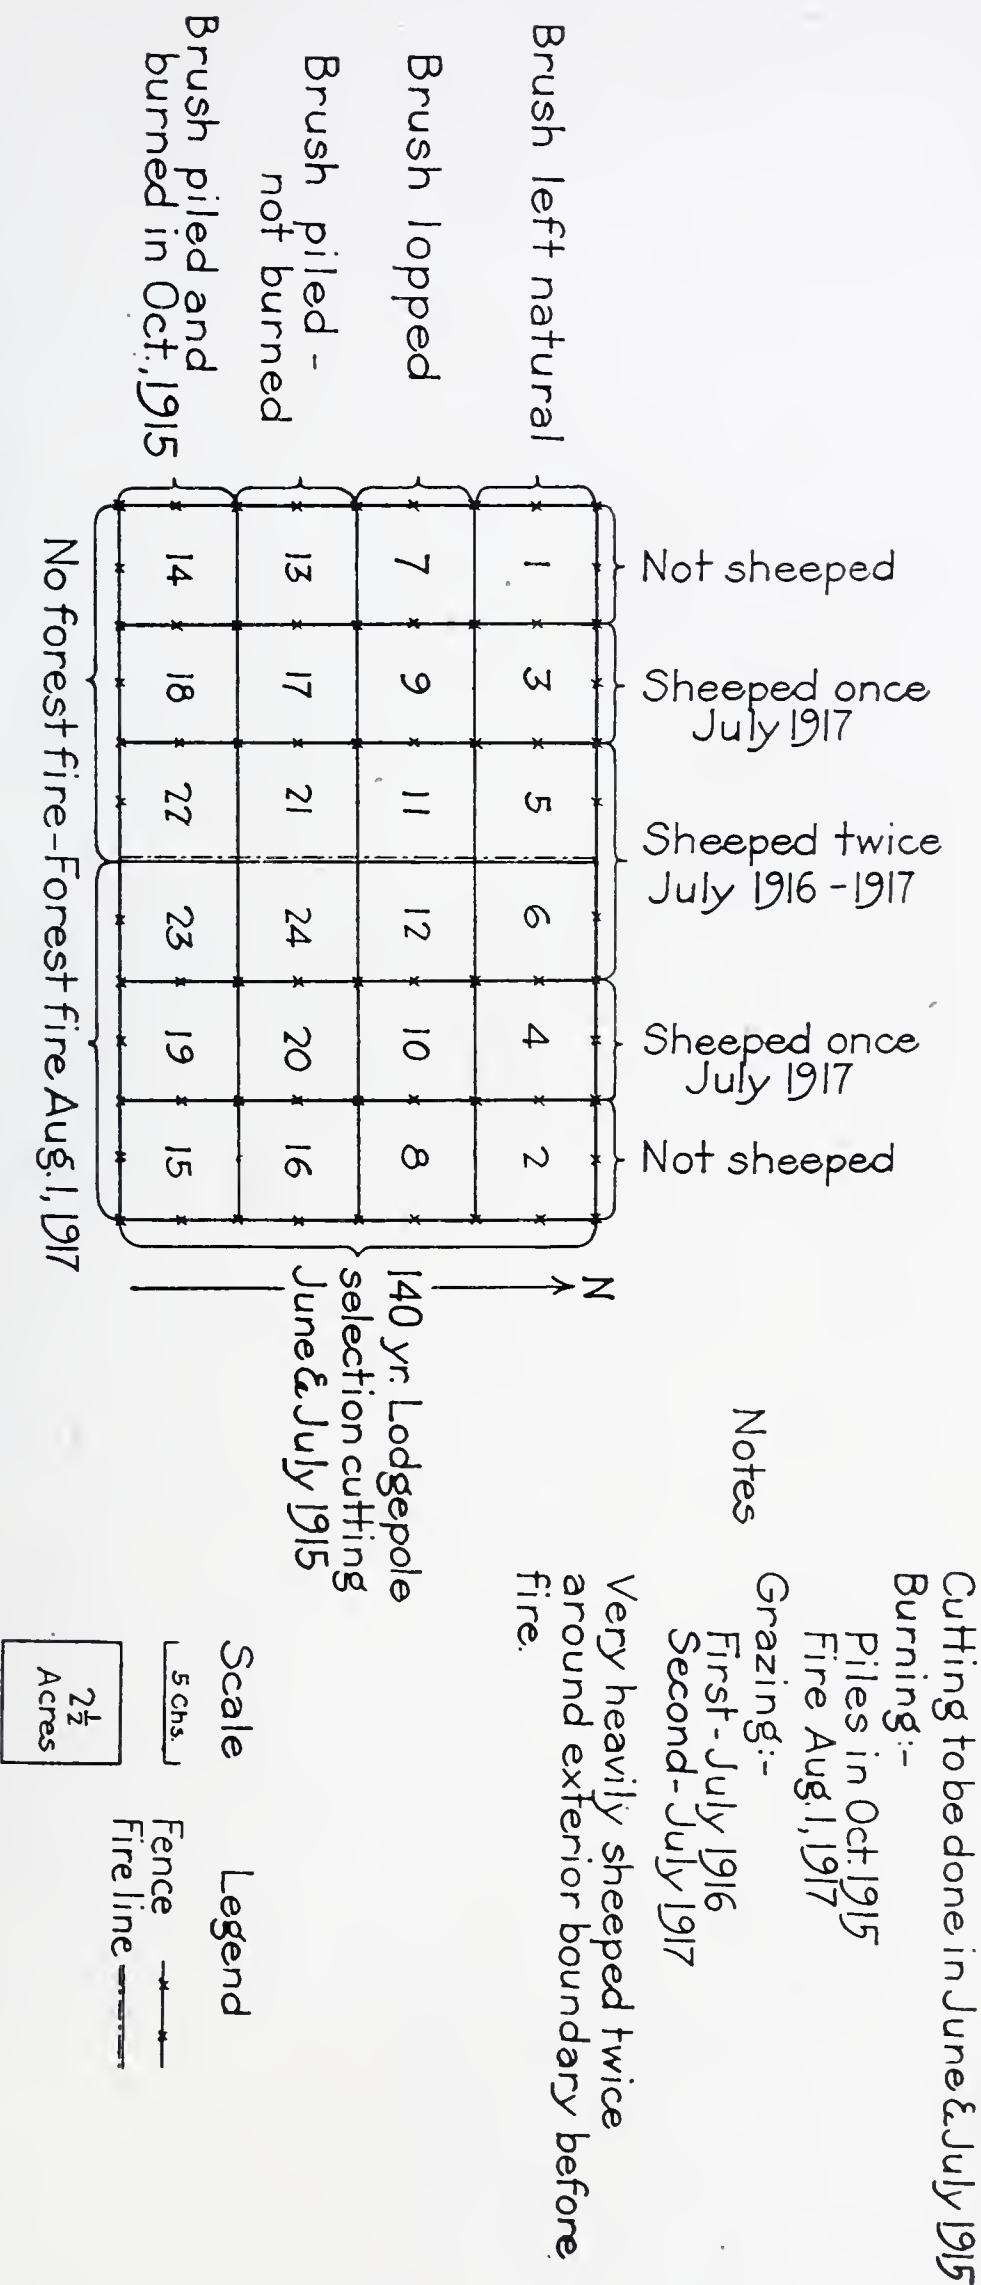 Not sheeped
Sheeped once
July 1917
Sheeped twice
July 1916 - 1917
Sheeped once
July 1917
Not sheeped
Brush left natural
Brush lopped
Brush piled -
not burned
Brush piled and
burned in Oct., 1915
1 3 5 6 4 2
7 9 11 12 10 8
13 17 21 24 20 16
14 18 22 23 19 15
No forest fire - Forest fire Aug. 1, 1917
N
140 yr. Lodgepole
selection cutting
June & July 1915
Notes
Cutting to be done in June & July 1915
Burning:-
Piles in Oct. 1915
Fire Aug. 1, 1917
Grazing:-
First - July 1916
Second - July 1917
Very heavily sheeped twice
around exterior boundary before
fire.
Scale
5 chs.
2½
Acres
Legend
Fence
Fire line